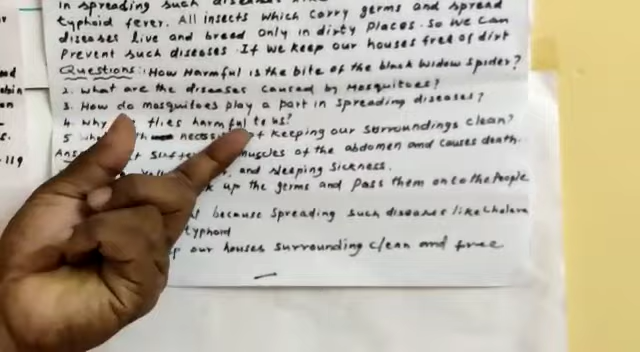 in spreading such
typhoid fever. All insects which carry germs and spread
diseases live and breed only in dirty places. So we can
Prevent such diseases. If we keep our houses free of dirt
Questions: How Harmful is the bite of the black widow spider?
2. What are the diseases caused by Mosquitoes?
3. How do mosquitoes play a part in spreading diseases?
4. Why flies harmful to us?
5 keeping our surroundings clean?
Ans muscles of the abdomen and causes death.
, and sleeping sickness.
up the germs and pass them on to the People
because spreading such diseases like cholera
typhoid
our houses surrounding clean and free
119